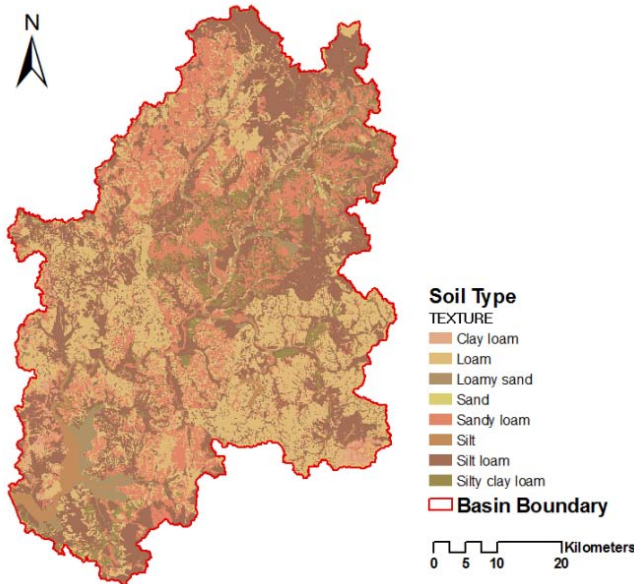 N
Soil Type
TEXTURE
Clay loam
Loam
Loamy sand
Sand
Sandy loam
Silt
Silt loam
Silty clay loam
Basin Boundary
Kilometers
0 5 10 20